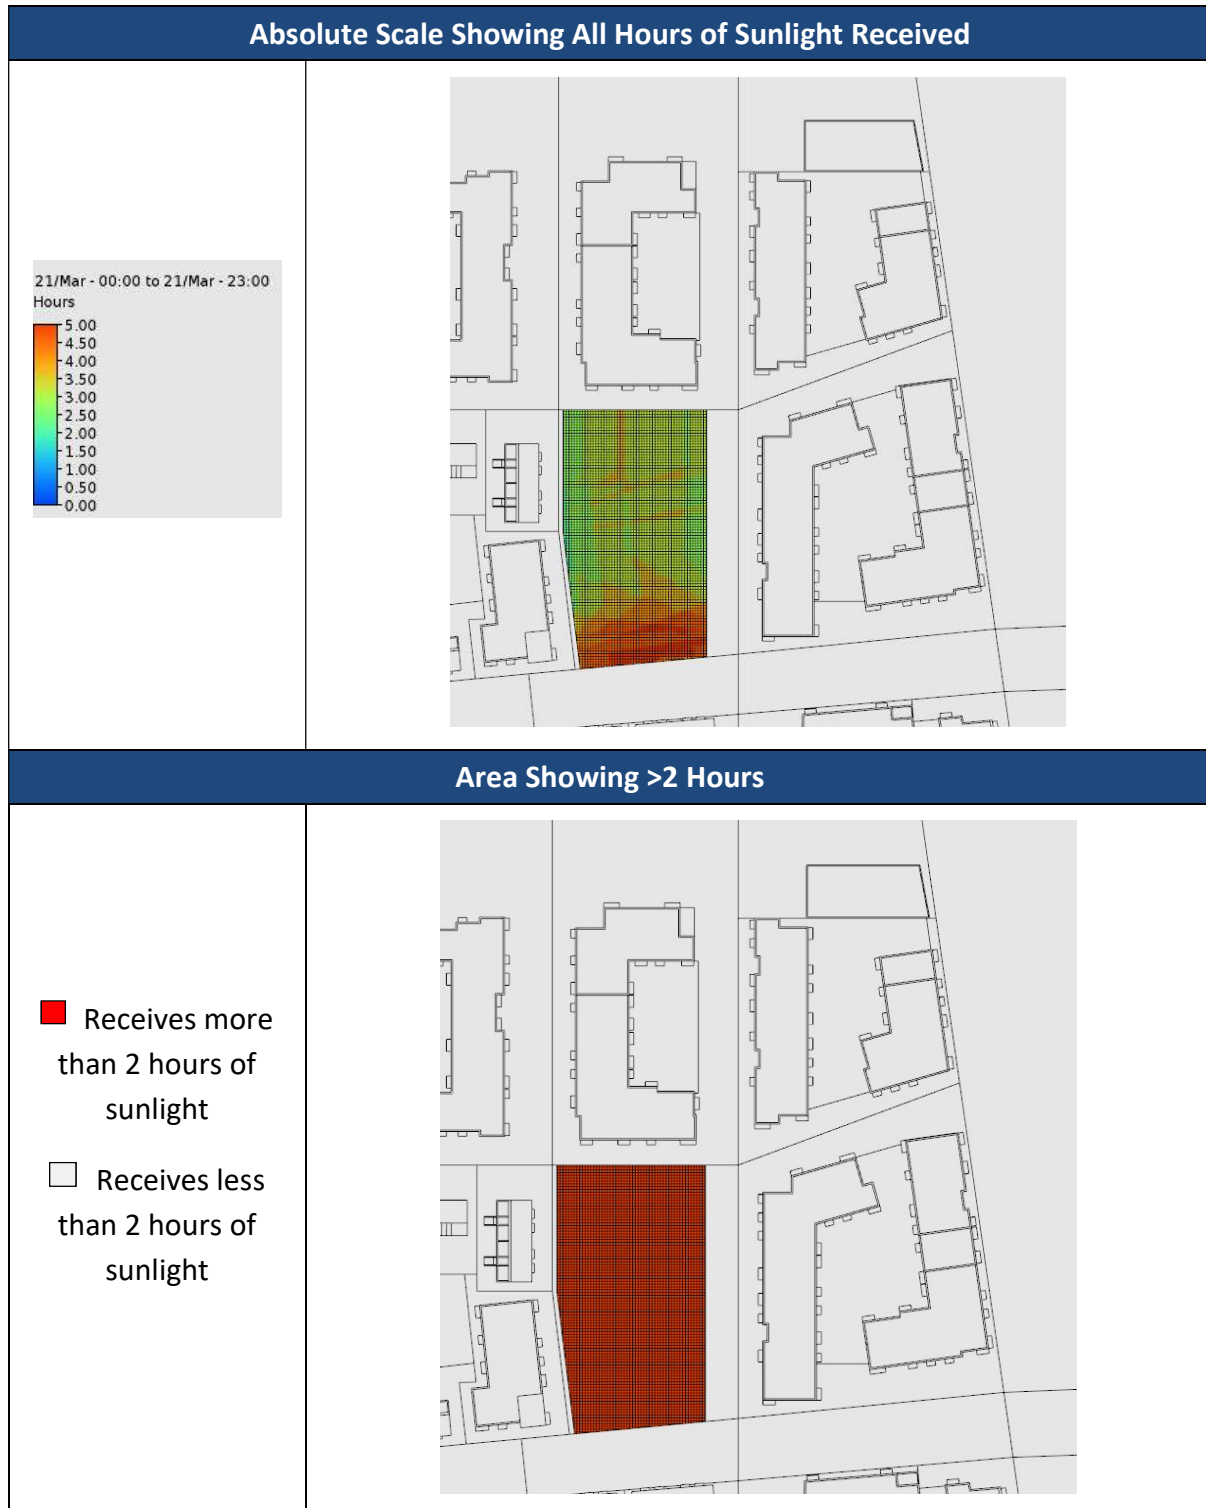 Absolute Scale Showing All Hours of Sunlight Received
21/Mar - 00:00 to 21/Mar - 23:00
Hours
5.00
4.50
4.00
3.50
3.00
2.50
2.00
1.50
1.00
0.50
0.00
Area Showing >2 Hours
Receives more
than 2 hours of
sunlight
Receives less
than 2 hours of
sunlight